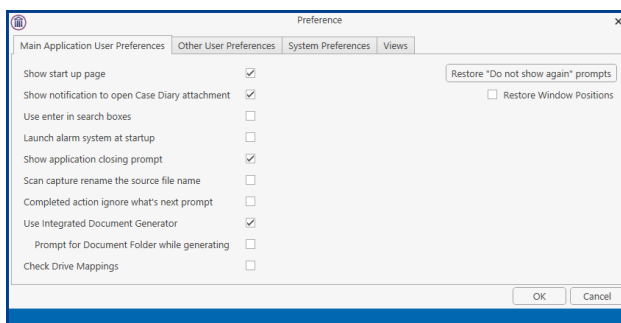 Preference
Main Application User Preferences Other User Preferences System Preferences Views
Show start up page
Restore "Do not show again" prompts
Show notification to open Case Diary attachment
Restore Window Positions
Use enter in search boxes
Launch alarm system at startup
Show application closing prompt
Scan capture rename the source file name
Completed action ignore what's next prompt
Use Integrated Document Generator
Prompt for Document Folder while generating
Check Drive Mappings
OK Cancel